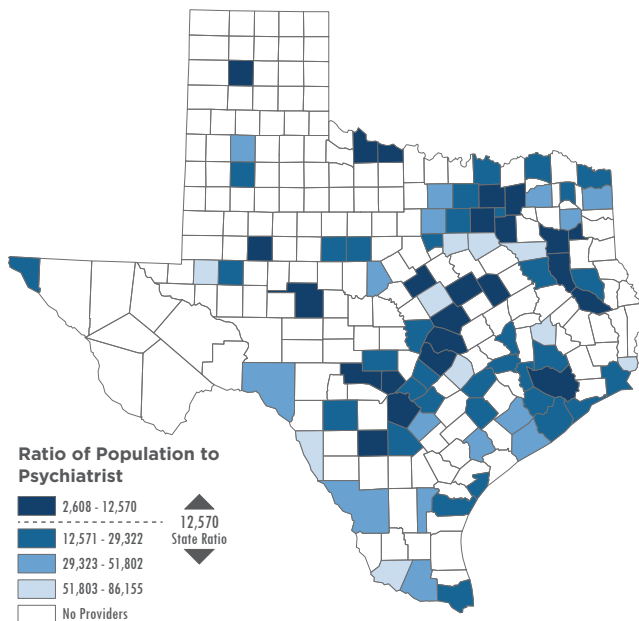 Ratio of Population to
Psychiatrist
2,608 - 12,570
12,570
State Ratio
12,571 - 29,322
29,323 - 51,802
51,803 - 86,155
No Providers